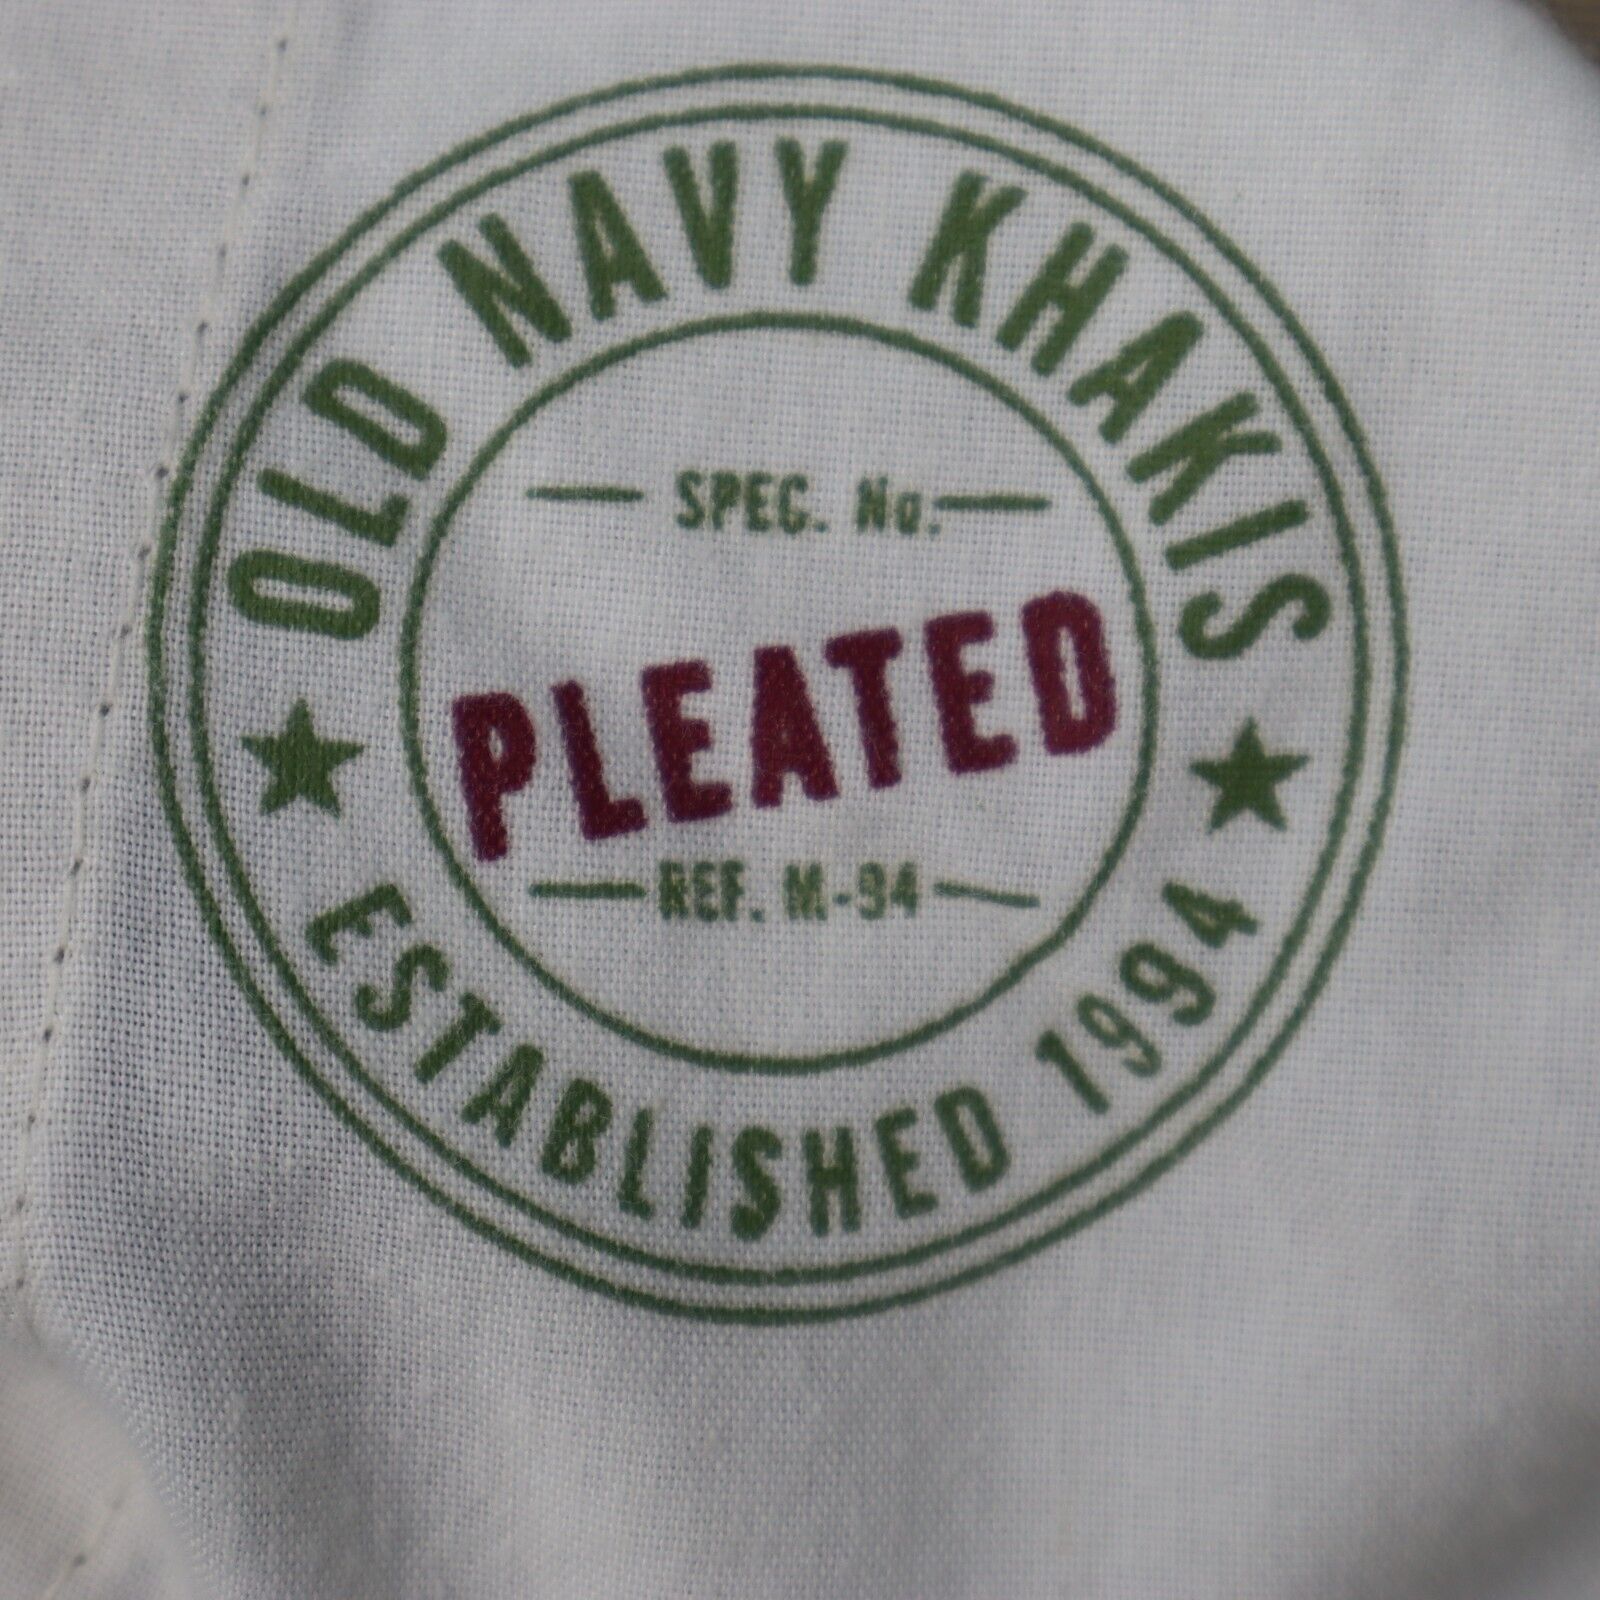 OLD NAVY KHAKIS
SPEC. No.
PLEATED
REF. M-94
ESTABLISHED 1994